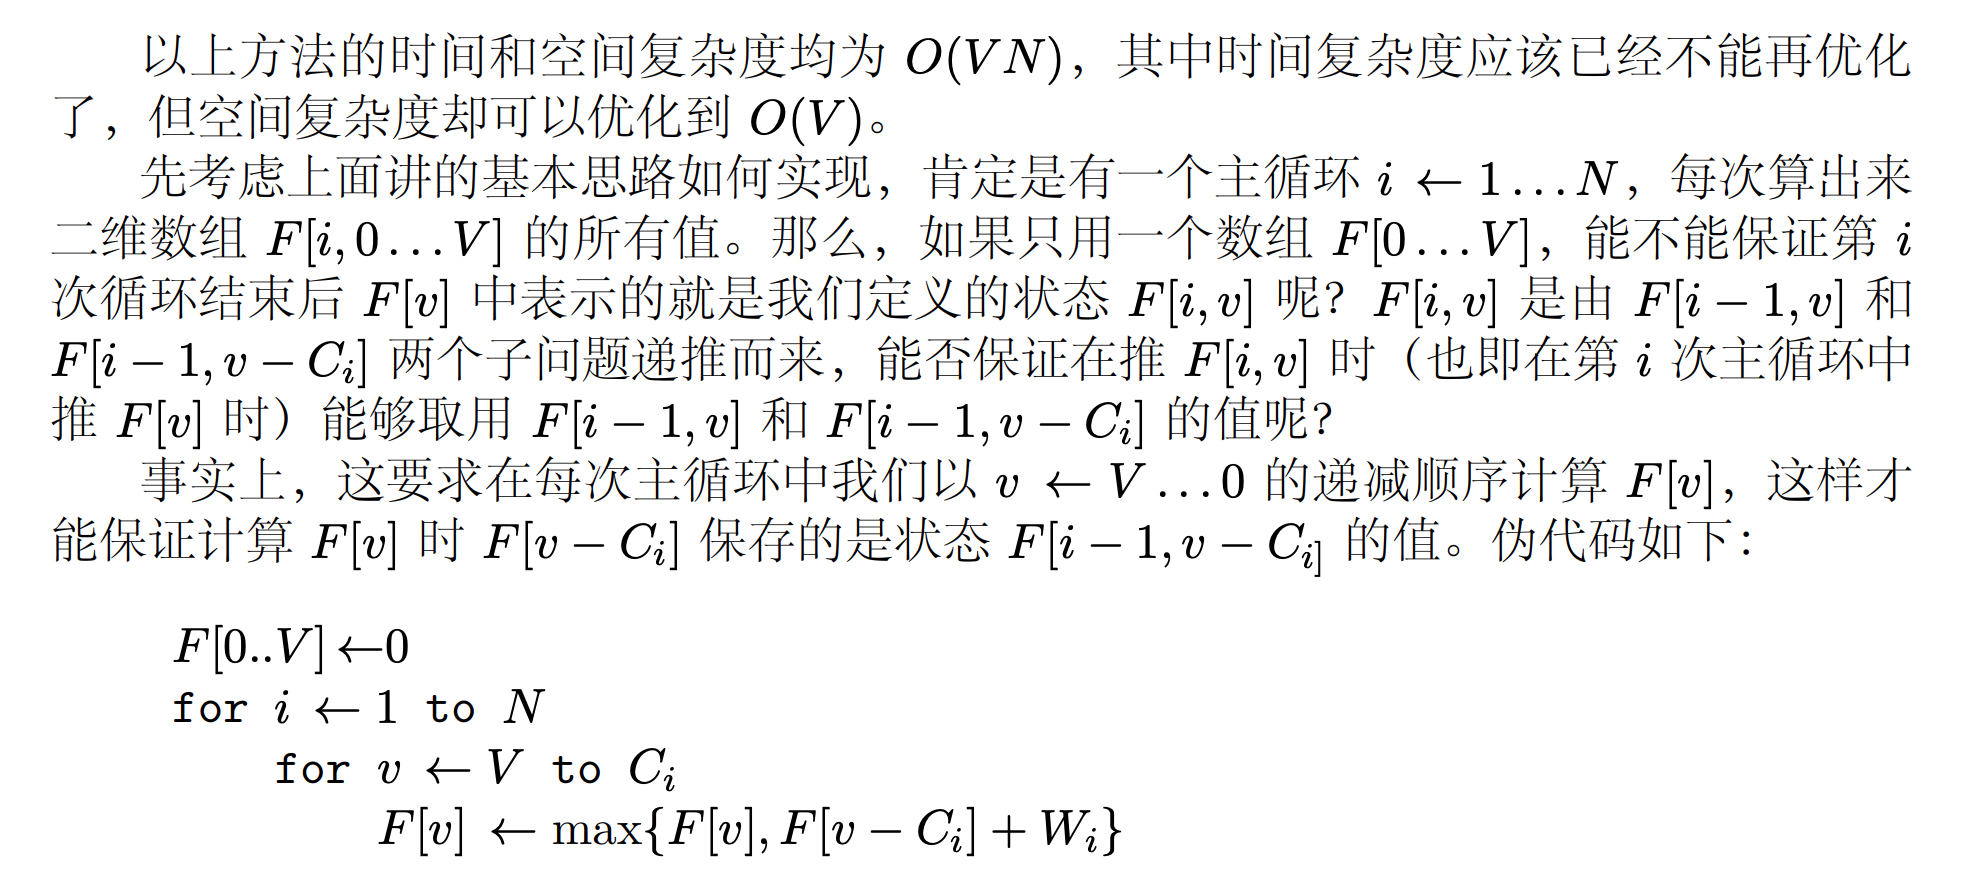 以上方法的时间和空间复杂度均为 O(VN)，其中时间复杂度应该已经不能再优化
了，但空间复杂度却可以优化到 O(V)。
先考虑上面讲的基本思路如何实现，肯定是有一个主循环 i ← 1…N，每次算出来
二维数组 F[i, 0…V] 的所有值。那么，如果只用一个数组 F[0…V]，能不能保证第 i
次循环结束后 F[v] 中表示的就是我们定义的状态 F[i, v] 呢？F[i, v] 是由 F[i − 1, v] 和
F[i − 1, v − C_i] 两个子问题递推而来，能否保证在推 F[i, v] 时（也即在第 i 次主循环中
推 F[v] 时）能够取用 F[i − 1, v] 和 F[i − 1, v − C_i] 的值呢？
事实上，这要求在每次主循环中我们以 v ← V…0 的递减顺序计算 F[v]，这样才
能保证计算 F[v] 时 F[v − C_i] 保存的是状态 F[i − 1, v − C_{i]} 的值。伪代码如下：
F[0..V]←0
for i ← 1 to N
for v ← V to C_i
F[v] ← max{F[v], F[v − C_i] + W_i}